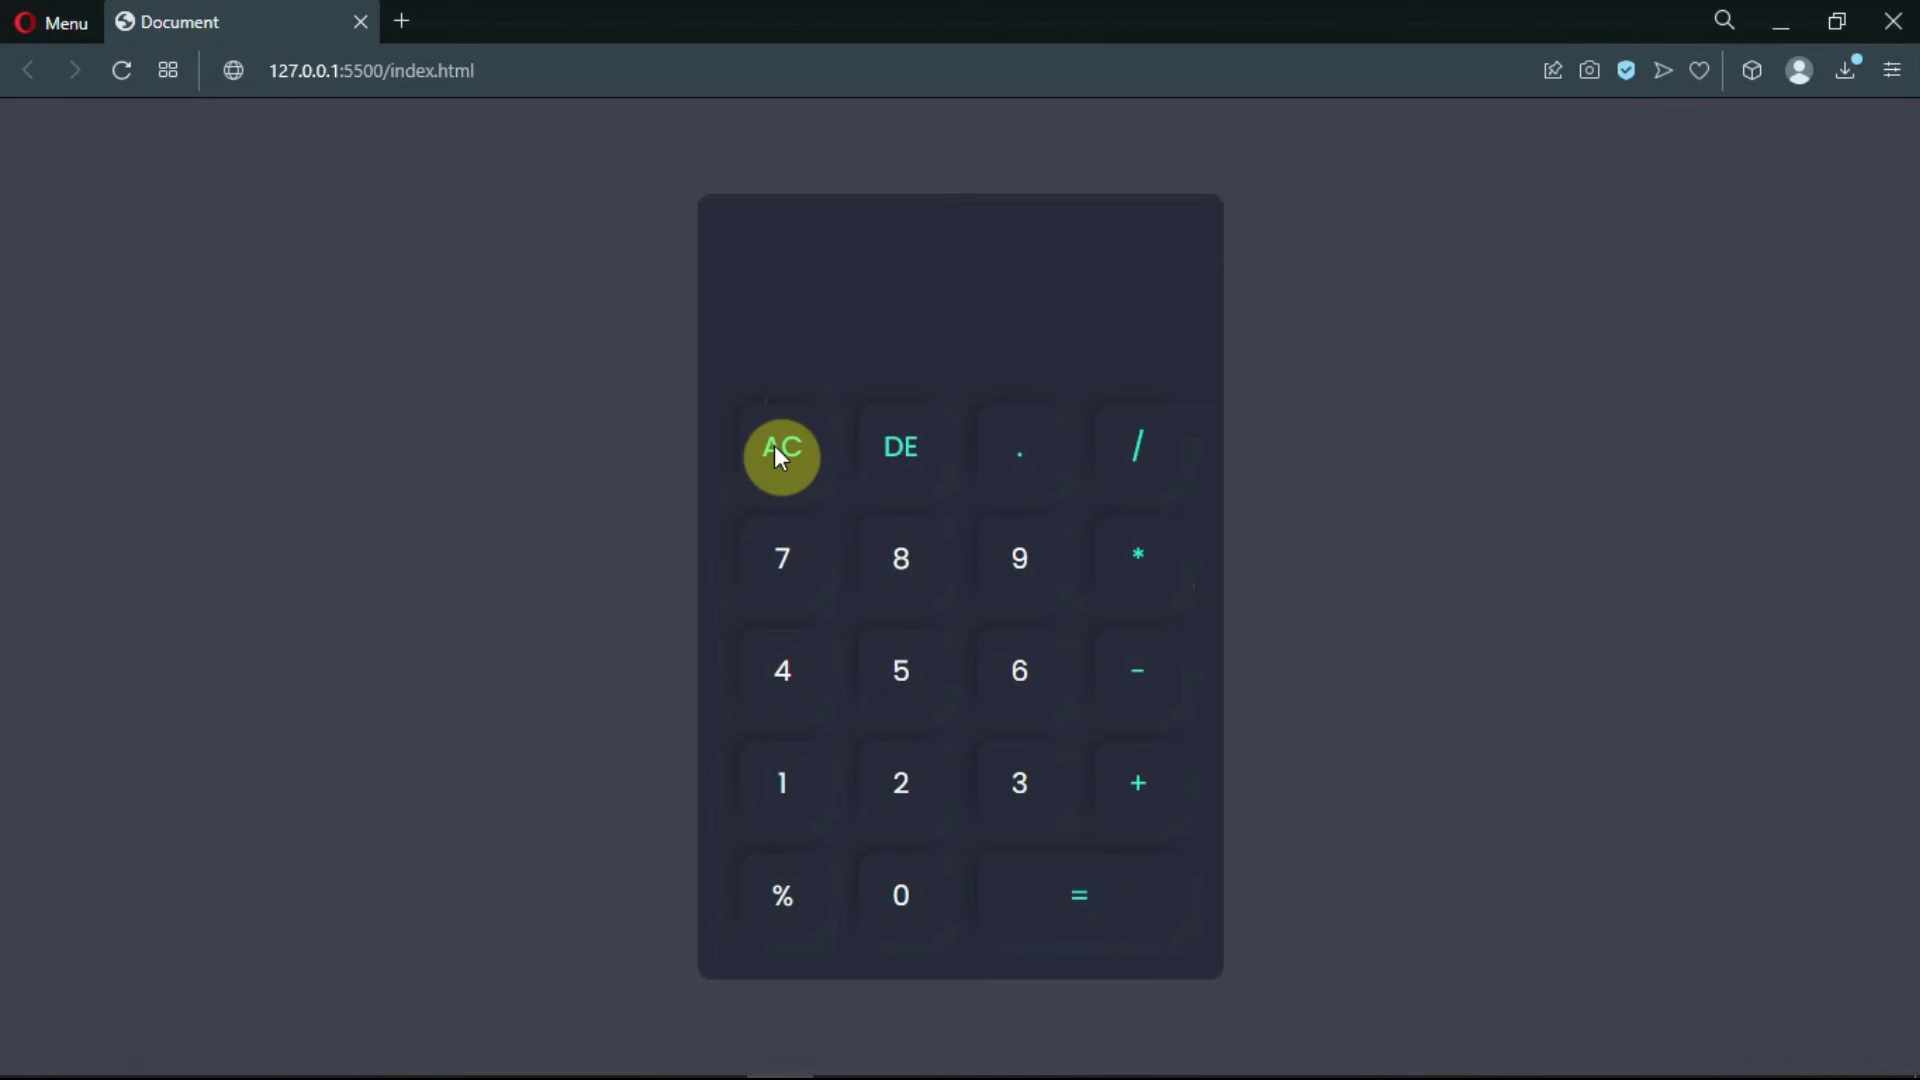 Menu
Document
127.0.0.1:5500/index.html
AC DE . /
7 8 9 *
4 5 6 -
1 2 3 +
% 0 =